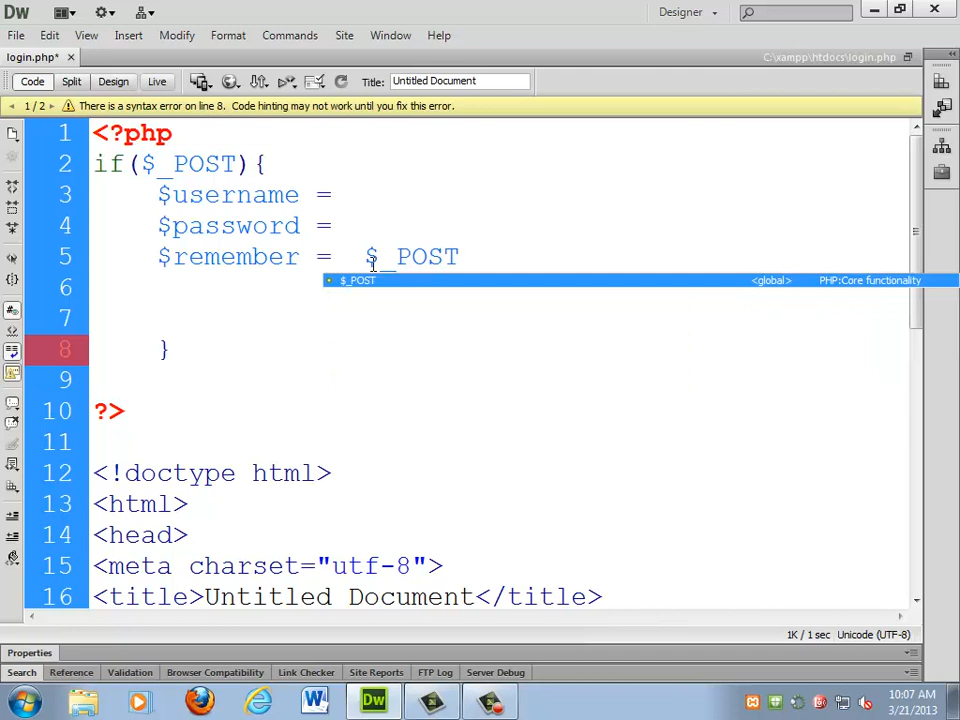 Dw
Designer
File Edit View Insert Modify Format Commands Site Window Help
login.php* × C:\xampp\htdocs\login.php
Code Split Design Live Title: Untitled Document
1 / 2 There is a syntax error on line 8. Code hinting may not work until you fix this error.
1 <?php
2 if($_POST){
3 $username =
4 $password =
5 $remember = $_POST
$_POST <global> PHP:Core functionality
6
7
8 }
9
10 ?>
11
12 <!doctype html>
13 <html>
14 <head>
15 <meta charset="utf-8">
16 <title>Untitled Document</title>
1K / 1 sec Unicode (UTF-8)
Properties
Search Reference Validation Browser Compatibility Link Checker Site Reports FTP Log Server Debug
W Dw
10:07 AM
3/21/2013